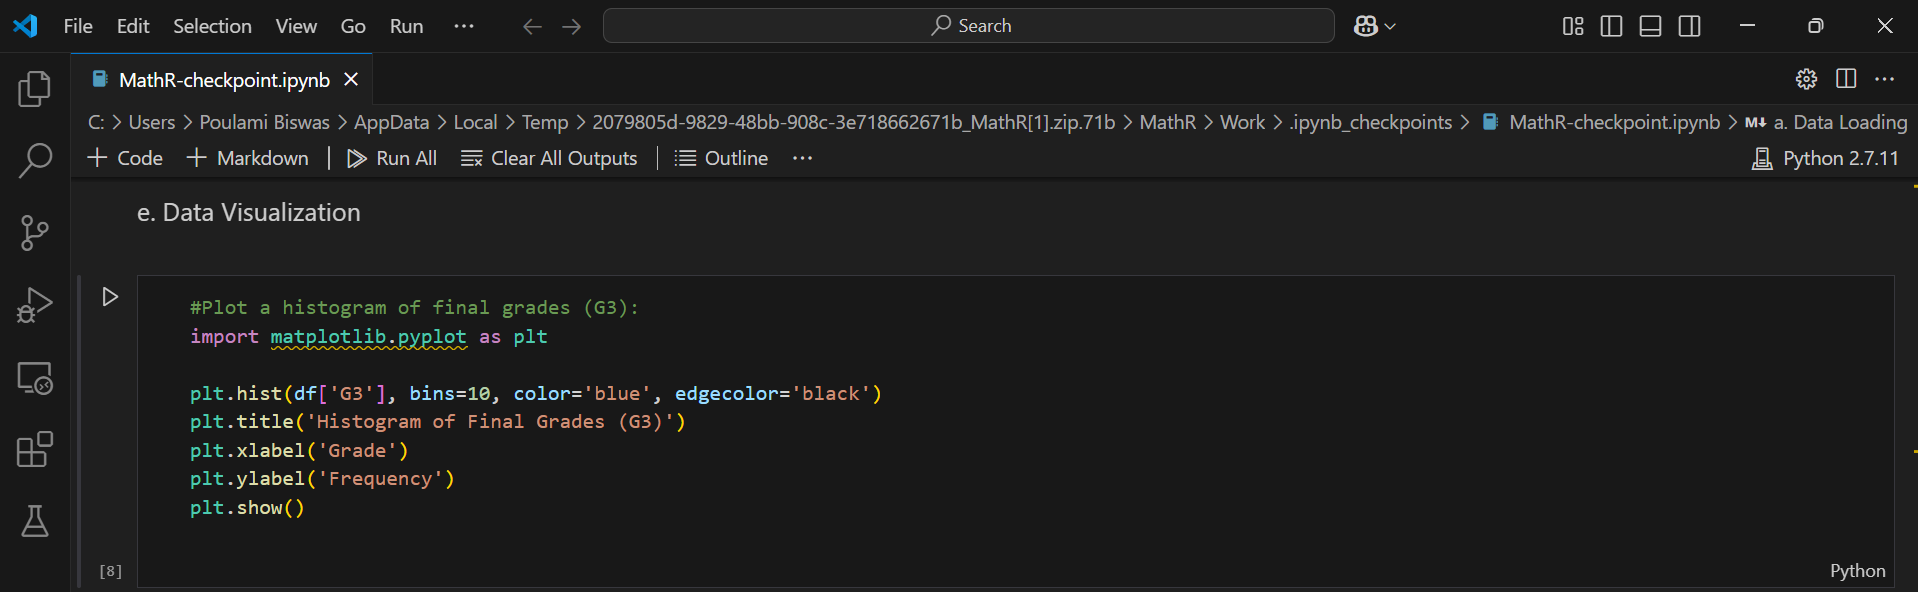 File Edit Selection View Go Run ··· Search
MathR-checkpoint.ipynb
C: > Users > Poulami Biswas > AppData > Local > Temp > 2079805d-9829-48bb-908c-3e718662671b_MathR[1].zip.71b > MathR > Work > .ipynb_checkpoints > MathR-checkpoint.ipynb > M↓ a. Data Loading
+ Code + Markdown | Run All Clear All Outputs | Outline ··· Python 2.7.11
e. Data Visualization
#Plot a histogram of final grades (G3):
import matplotlib.pyplot as plt
plt.hist(df['G3'], bins=10, color='blue', edgecolor='black')
plt.title('Histogram of Final Grades (G3)')
plt.xlabel('Grade')
plt.ylabel('Frequency')
plt.show()
[8] Python